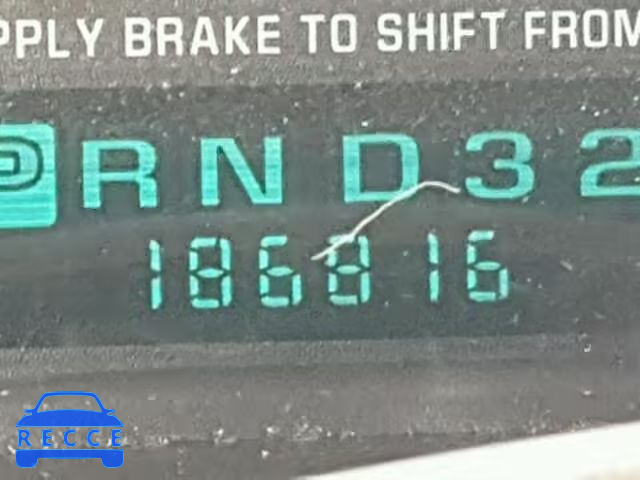 PPLY BRAKE TO SHIFT FROM
P R N D 3 2
186816
RECCE